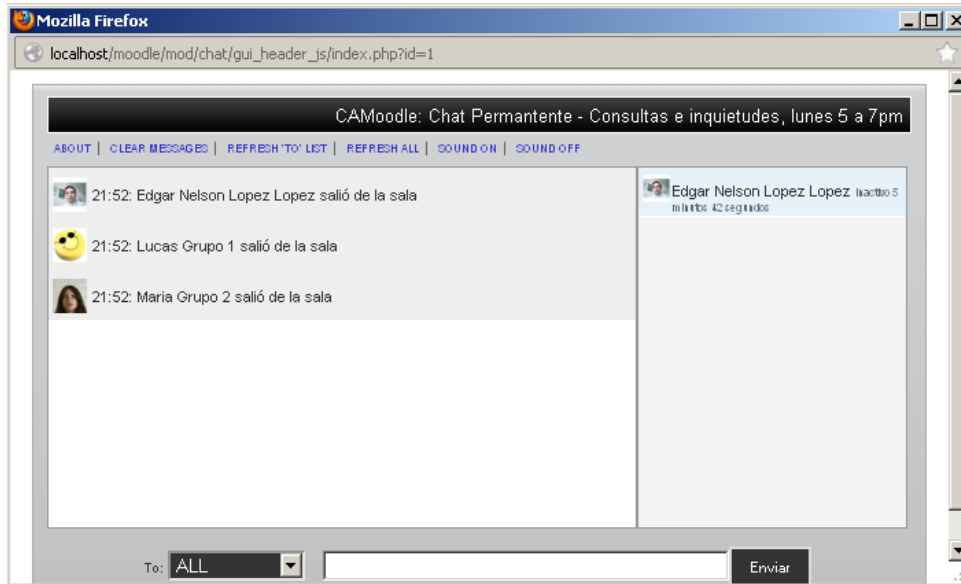 Mozilla Firefox
localhost/moodle/mod/chat/gui_header_js/index.php?id=1
CAMoodle: Chat Permantente - Consultas e inquietudes, lunes 5 a 7pm
ABOUT | CLEAR MESSAGES | REFRESH 'TO' LIST | REFRESH ALL | SOUND ON | SOUND OFF
21:52: Edgar Nelson Lopez Lopez salió de la sala
21:52: Lucas Grupo 1 salió de la sala
21:52: Maria Grupo 2 salió de la sala
Edgar Nelson Lopez Lopez Inactivo 5
minutos 42 segundos
To: ALL
Enviar